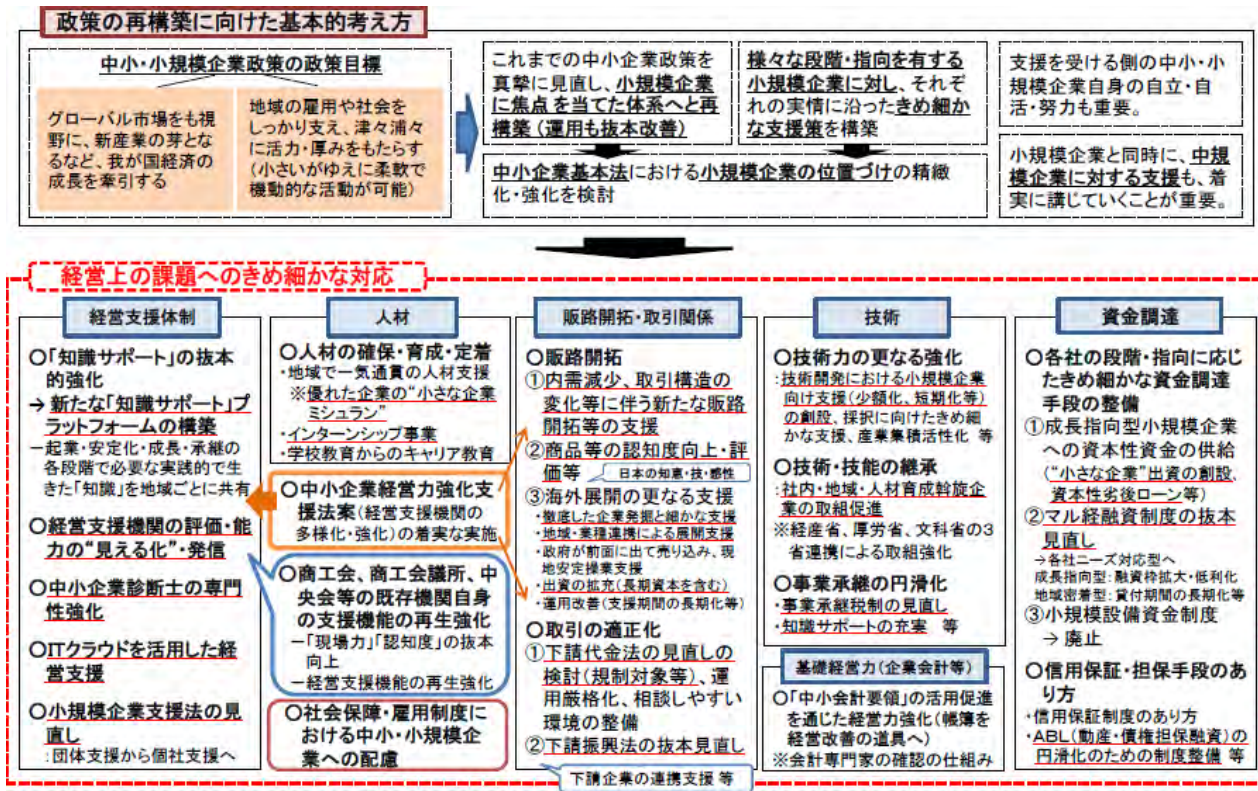 政策の再構築に向けた基本的考え方
中小・小規模企業政策の政策目標
グローバル市場をも視
野に、新産業の芽とな
るなど、我が国経済の
成長を牽引する
地域の雇用や社会を
しっかり支え、津々浦々
に活力・厚みをもたらす
(小さいがゆえに柔軟で
機動的な活動が可能)
これまでの中小企業政策を
真摯に見直し、小規模企業
に焦点を当てた体系へと再
構築(運用も抜本改善)
様々な段階・指向を有する
小規模企業に対し、それぞ
れの実情に沿ったきめ細か
な支援策を構築
中小企業基本法における小規模企業の位置づけの精緻
化・強化を検討
支援を受ける側の中小・小
規模企業自身の自立・自
活・努力も重要。
小規模企業と同時に、中規
模企業に対する支援も、着
実に講じていくことが重要。
経営上の課題へのきめ細かな対応
経営支援体制
〇「知識サポート」の抜本
的強化
→ 新たな「知識サポート」プ
ラットフォームの構築
―起業・安定化・成長・承継の
各段階で必要な実践的で生
きた「知識」を地域ごとに共有
〇経営支援機関の評価・能
力の“見える化”・発信
〇中小企業診断士の専門
性強化
〇ITクラウドを活用した経
営支援
〇小規模企業支援法の見
直し
:団体支援から個社支援へ
人材
〇人材の確保・育成・定着
・地域で一気通貫の人材支援
※優れた企業の“小さな企業
ミシュラン”
・インターンシップ事業
・学校教育からのキャリア教育
〇中小企業経営力強化支
援法案(経営支援機関の
多様化・強化)の着実な実施
〇商工会、商工会議所、中
央会等の既存機関自身
の支援機能の再生強化
―「現場力」「認知度」の抜本
向上
―経営支援機能の再生強化
〇社会保障・雇用制度に
おける中小・小規模企
業への配慮
販路開拓・取引関係
〇販路開拓
①内需減少、取引構造の
変化等に伴う新たな販路
開拓等の支援
②商品等の認知度向上・評
価等
日本の知恵・技・感性
③海外展開の更なる支援
・徹底した企業発掘と細かな支援
・地域・業種連携による展開支援
・政府が前面に出て売り込み、現
地安定操業支援
・出資の拡充(長期資本を含む)
・運用改善(支援期間の長期化等)
〇取引の適正化
①下請代金法の見直しの
検討(規制対象等)、運
用厳格化、相談しやすい
環境の整備
②下請振興法の抜本見直し
下請企業の連携支援 等
技術
〇技術力の更なる強化
:技術開発における小規模企業
向け支援(少額化、短期化等)
の創設、採択に向けたきめ細
かな支援、産業集積活性化 等
〇技術・技能の継承
:社内・地域・人材育成斡旋企
業の取組促進
※経産省、厚労省、文科省の3
省連携による取組強化
〇事業承継の円滑化
・事業承継税制の見直し
・知識サポートの充実 等
基礎経営力(企業会計等)
〇「中小会計要領」の活用促進
を通じた経営力強化(帳簿を
経営改善の道具へ)
※会計専門家の確認の仕組み
資金調達
〇各社の段階・指向に応じ
たきめ細かな資金調達
手段の整備
①成長指向型小規模企業
への資本性資金の供給
(“小さな企業”出資の創設、
資本性劣後ローン等)
②マル経融資制度の抜本
見直し
→各社ニーズ対応型へ
成長指向型:融資枠拡大・低利化
地域密着型:貸付期間の長期化等
③小規模設備資金制度
→ 廃止
〇信用保証・担保手段のあ
り方
・信用保証制度のあり方
・ABL(動産・債権担保融資)の
円滑化のための制度整備 等